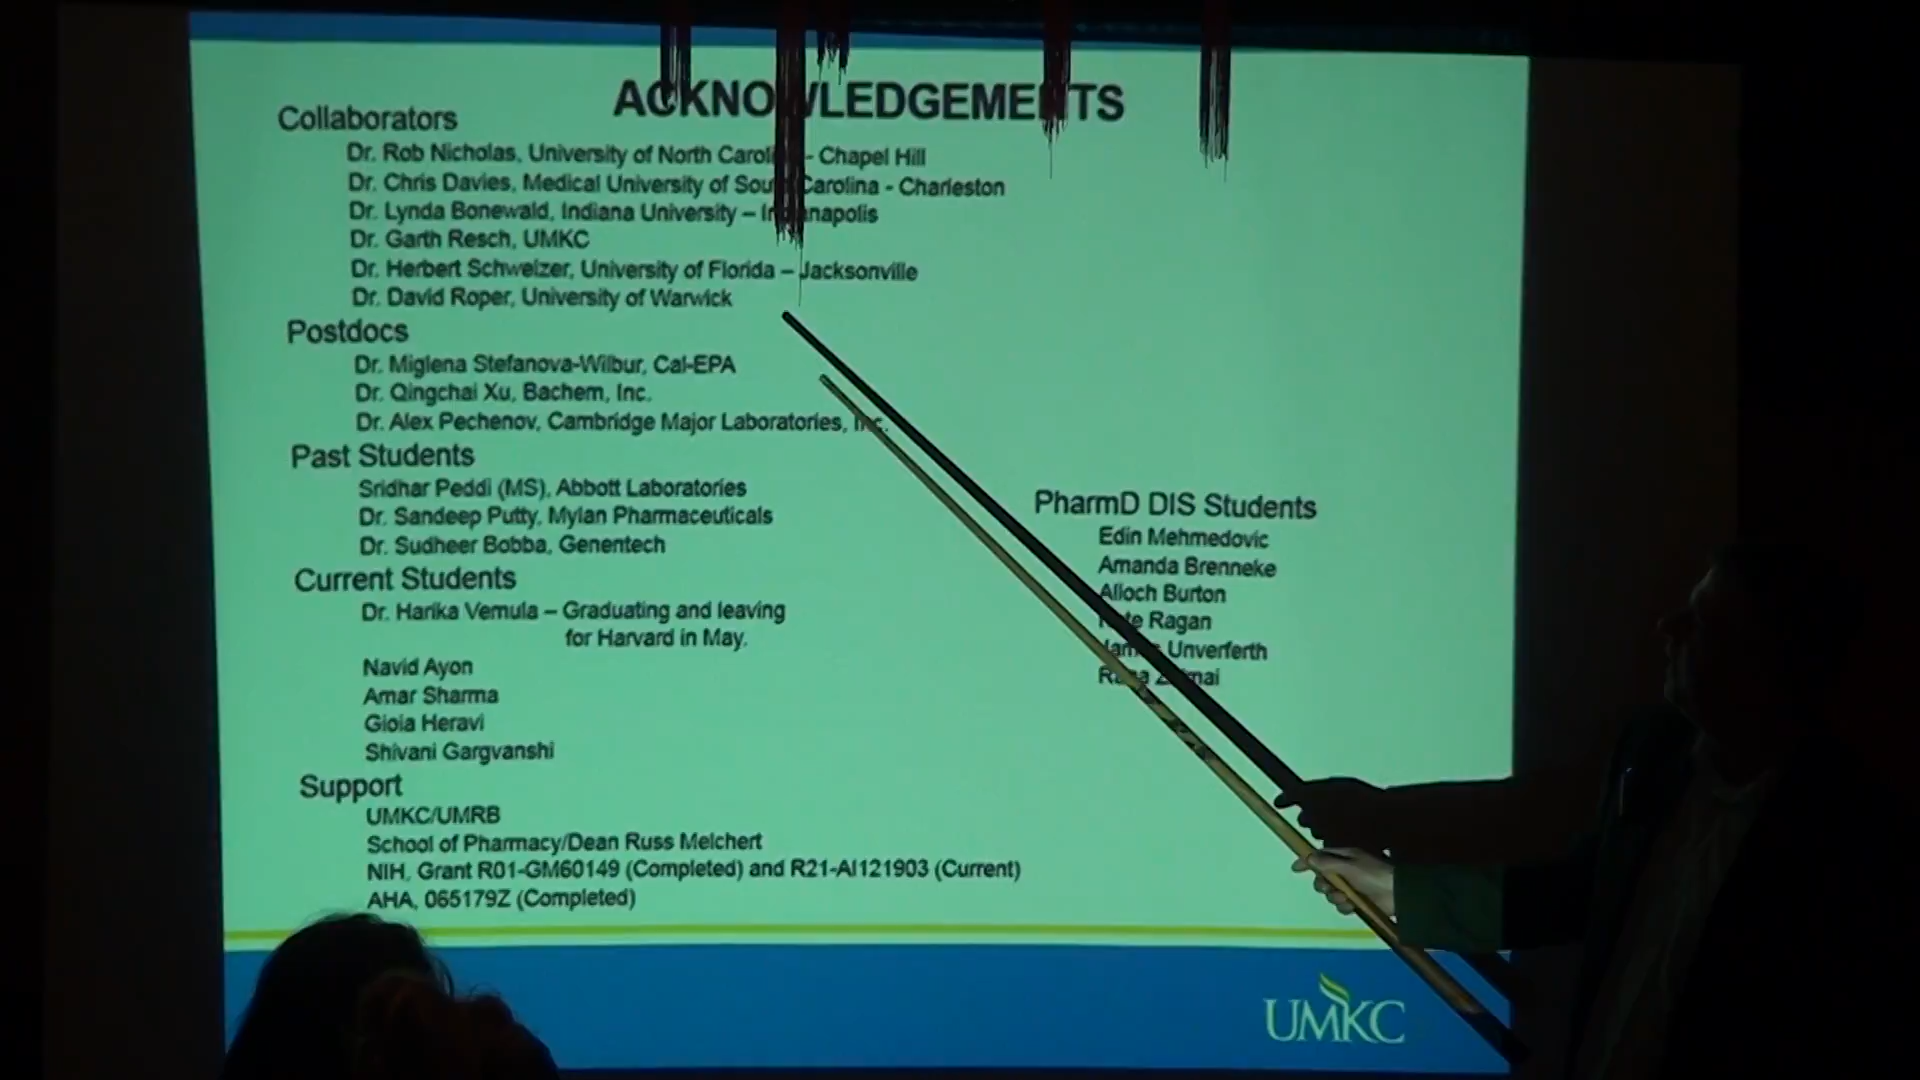 ACKNOWLEDGEMENTS
Collaborators
Dr. Rob Nicholas, University of North - Chapel Hill
Dr. Chris Davies, Medical University of South Carolina - Charleston
Dr. Lynda Bonewald, Indiana University – Indianapolis
Dr. Garth Resch, UMKC
Dr. Herbert Schweizer, University of Florida – Jacksonville
Dr. David Roper, University of Warwick
Postdocs
Dr. Miglena Stefanova-Wilbur, Cal-EPA
Dr. Qingchai Xu, Bachem, Inc.
Dr. Alex Pechenov, Cambridge Major Laboratories, Inc.
Past Students
Sridhar Peddi (MS), Abbott Laboratories
Dr. Sandeep Putty, Mylan Pharmaceuticals
Dr. Sudheer Bobba, Genentech
Current Students
Dr. Harika Vemula – Graduating and leaving
for Harvard in May.
Navid Ayon
Amar Sharma
Gioia Heravi
Shivani Gargvanshi
Support
UMKC/UMRB
School of Pharmacy/Dean Russ Melchert
NIH, Grant R01-GM60149 (Completed) and R21-AI121903 (Current)
AHA, 065179Z (Completed)
PharmD DIS Students
Edin Mehmedovic
Amanda Brenneke
Alloch Burton
Ragan
Unverferth
UMKC